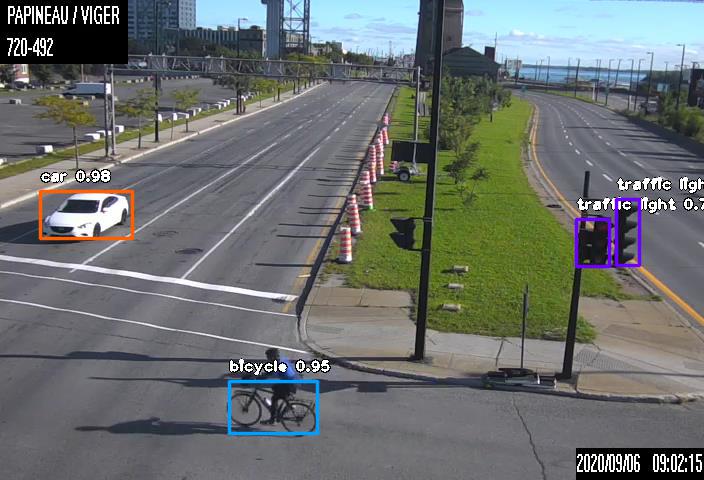 PAPINEAU / VIGER
720-492
car 0.98
traffic ligh
traffic light 0.7
bicycle 0.95
2020/09/06 09:02:15